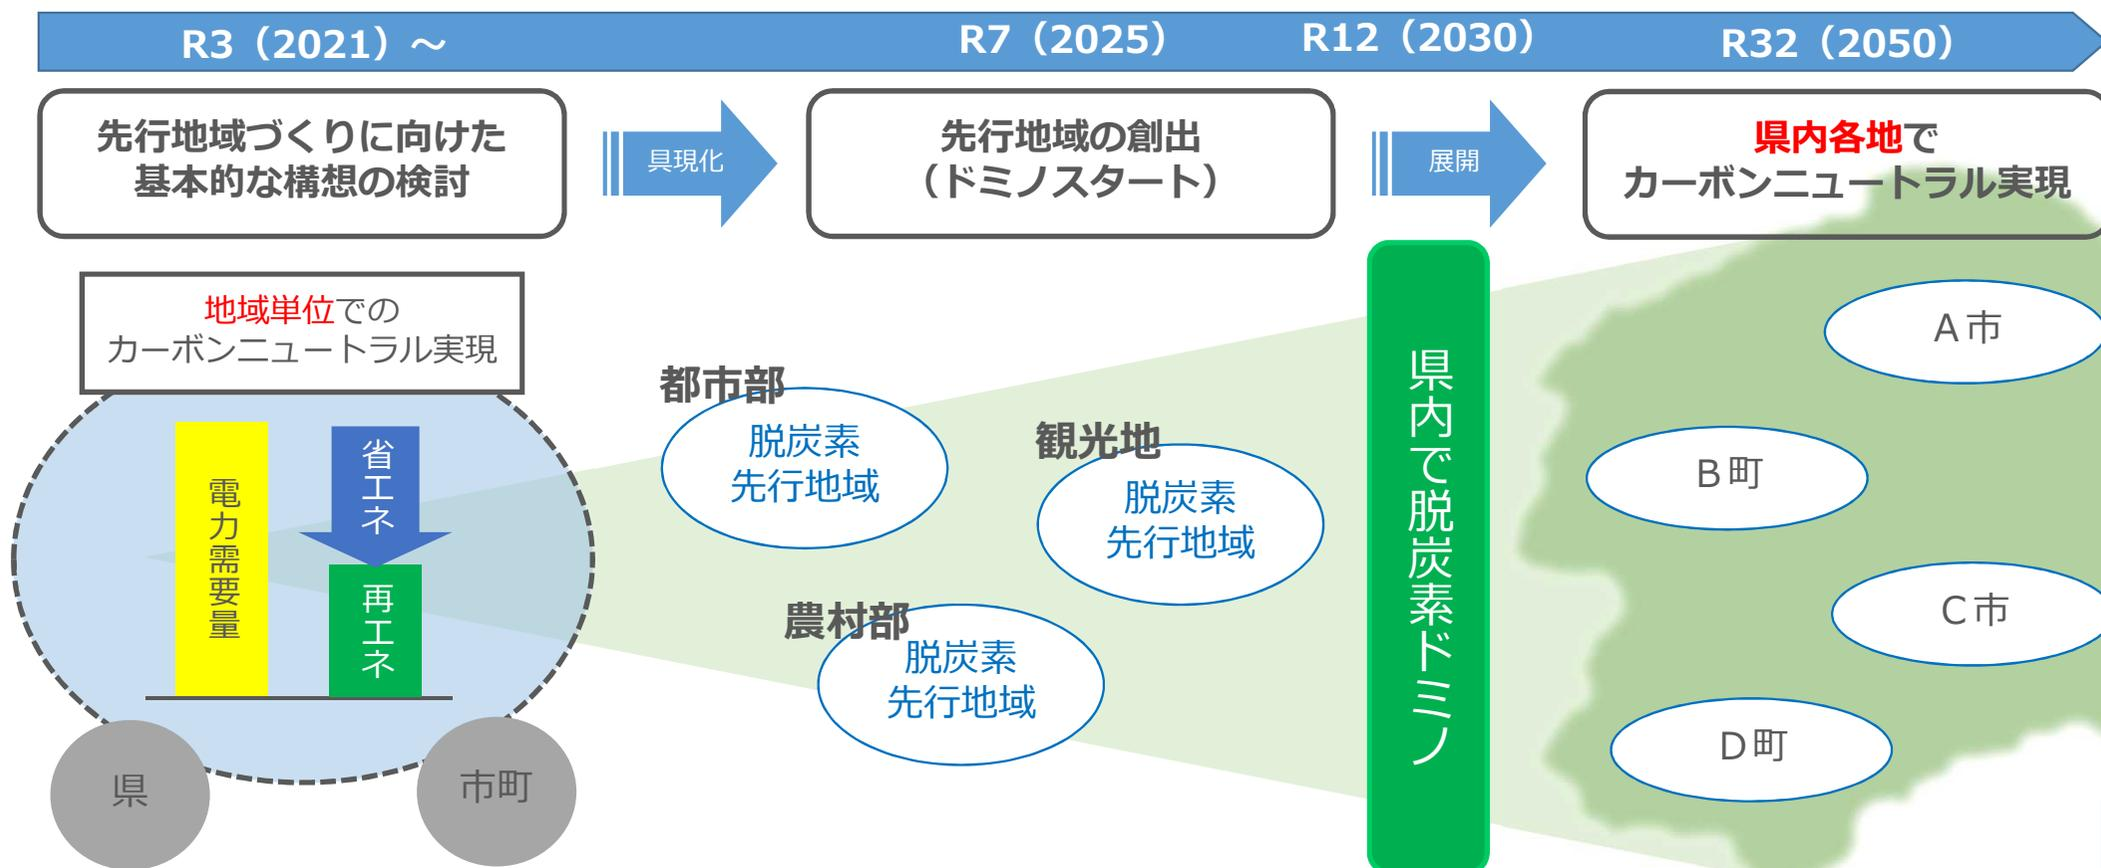 R3（2021）～
R7（2025）
R12（2030）
R32（2050）
先行地域づくりに向けた
基本的な構想の検討
具現化
先行地域の創出
（ドミノスタート）
展開
県内各地で
カーボンニュートラル実現
地域単位での
カーボンニュートラル実現
電力需要量
省エネ
再エネ
県
市町
都市部
脱炭素
先行地域
観光地
脱炭素
先行地域
農村部
脱炭素
先行地域
県内で脱炭素ドミノ
A市
B町
C市
D町